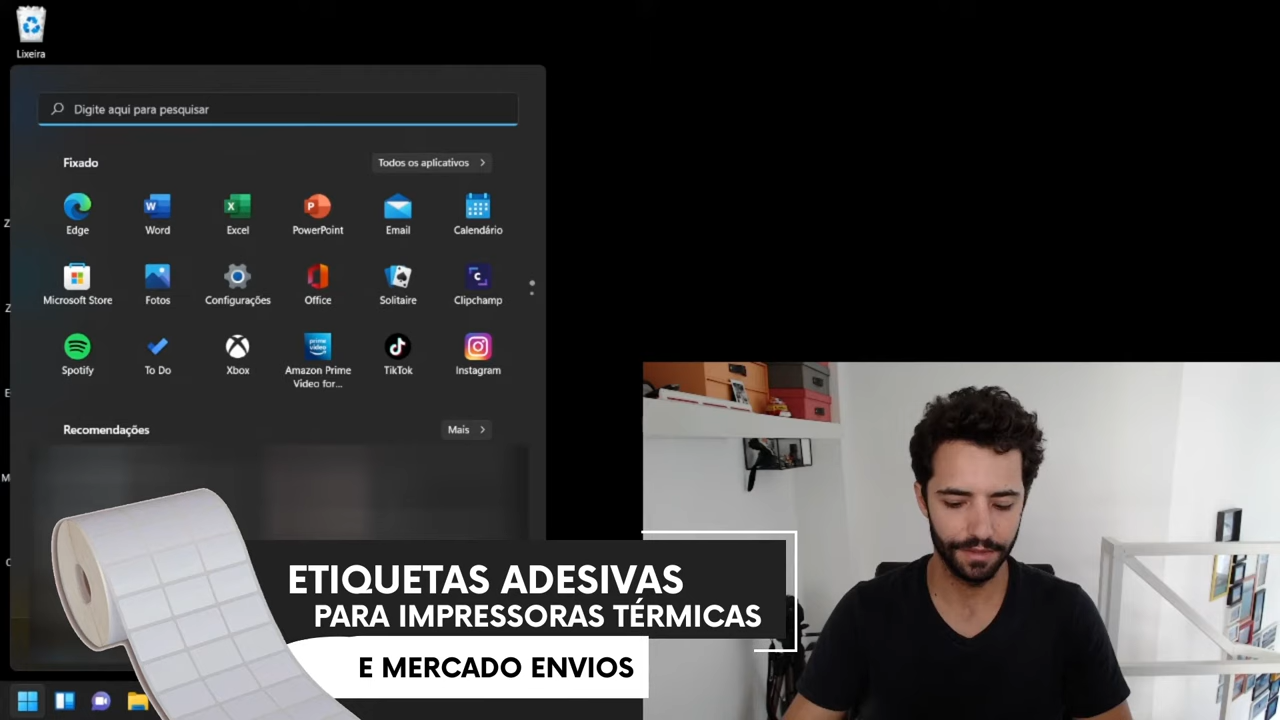 Lixeira
Digite aqui para pesquisar
Fixado
Todos os aplicativos
Edge
Word
Excel
PowerPoint
Email
Calendário
Microsoft Store
Fotos
Configurações
Office
Solitaire
Clipchamp
Spotify
To Do
Xbox
Amazon Prime
Video for...
TikTok
Instagram
prime
video
Recomendações
Mais
ETIQUETAS ADESIVAS
PARA IMPRESSORAS TÉRMICAS
E MERCADO ENVIOS